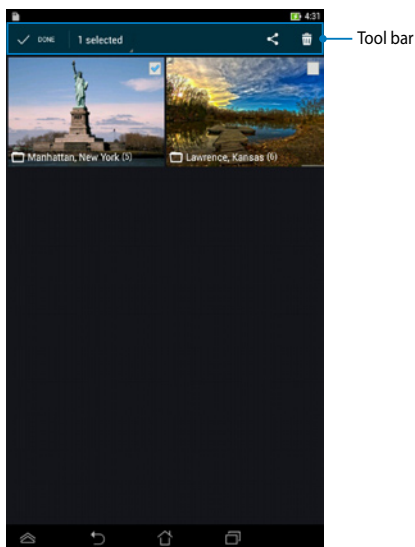 4:31
DONE
1 selected
Tool bar
Manhattan, New York (5)
Lawrence, Kansas (6)